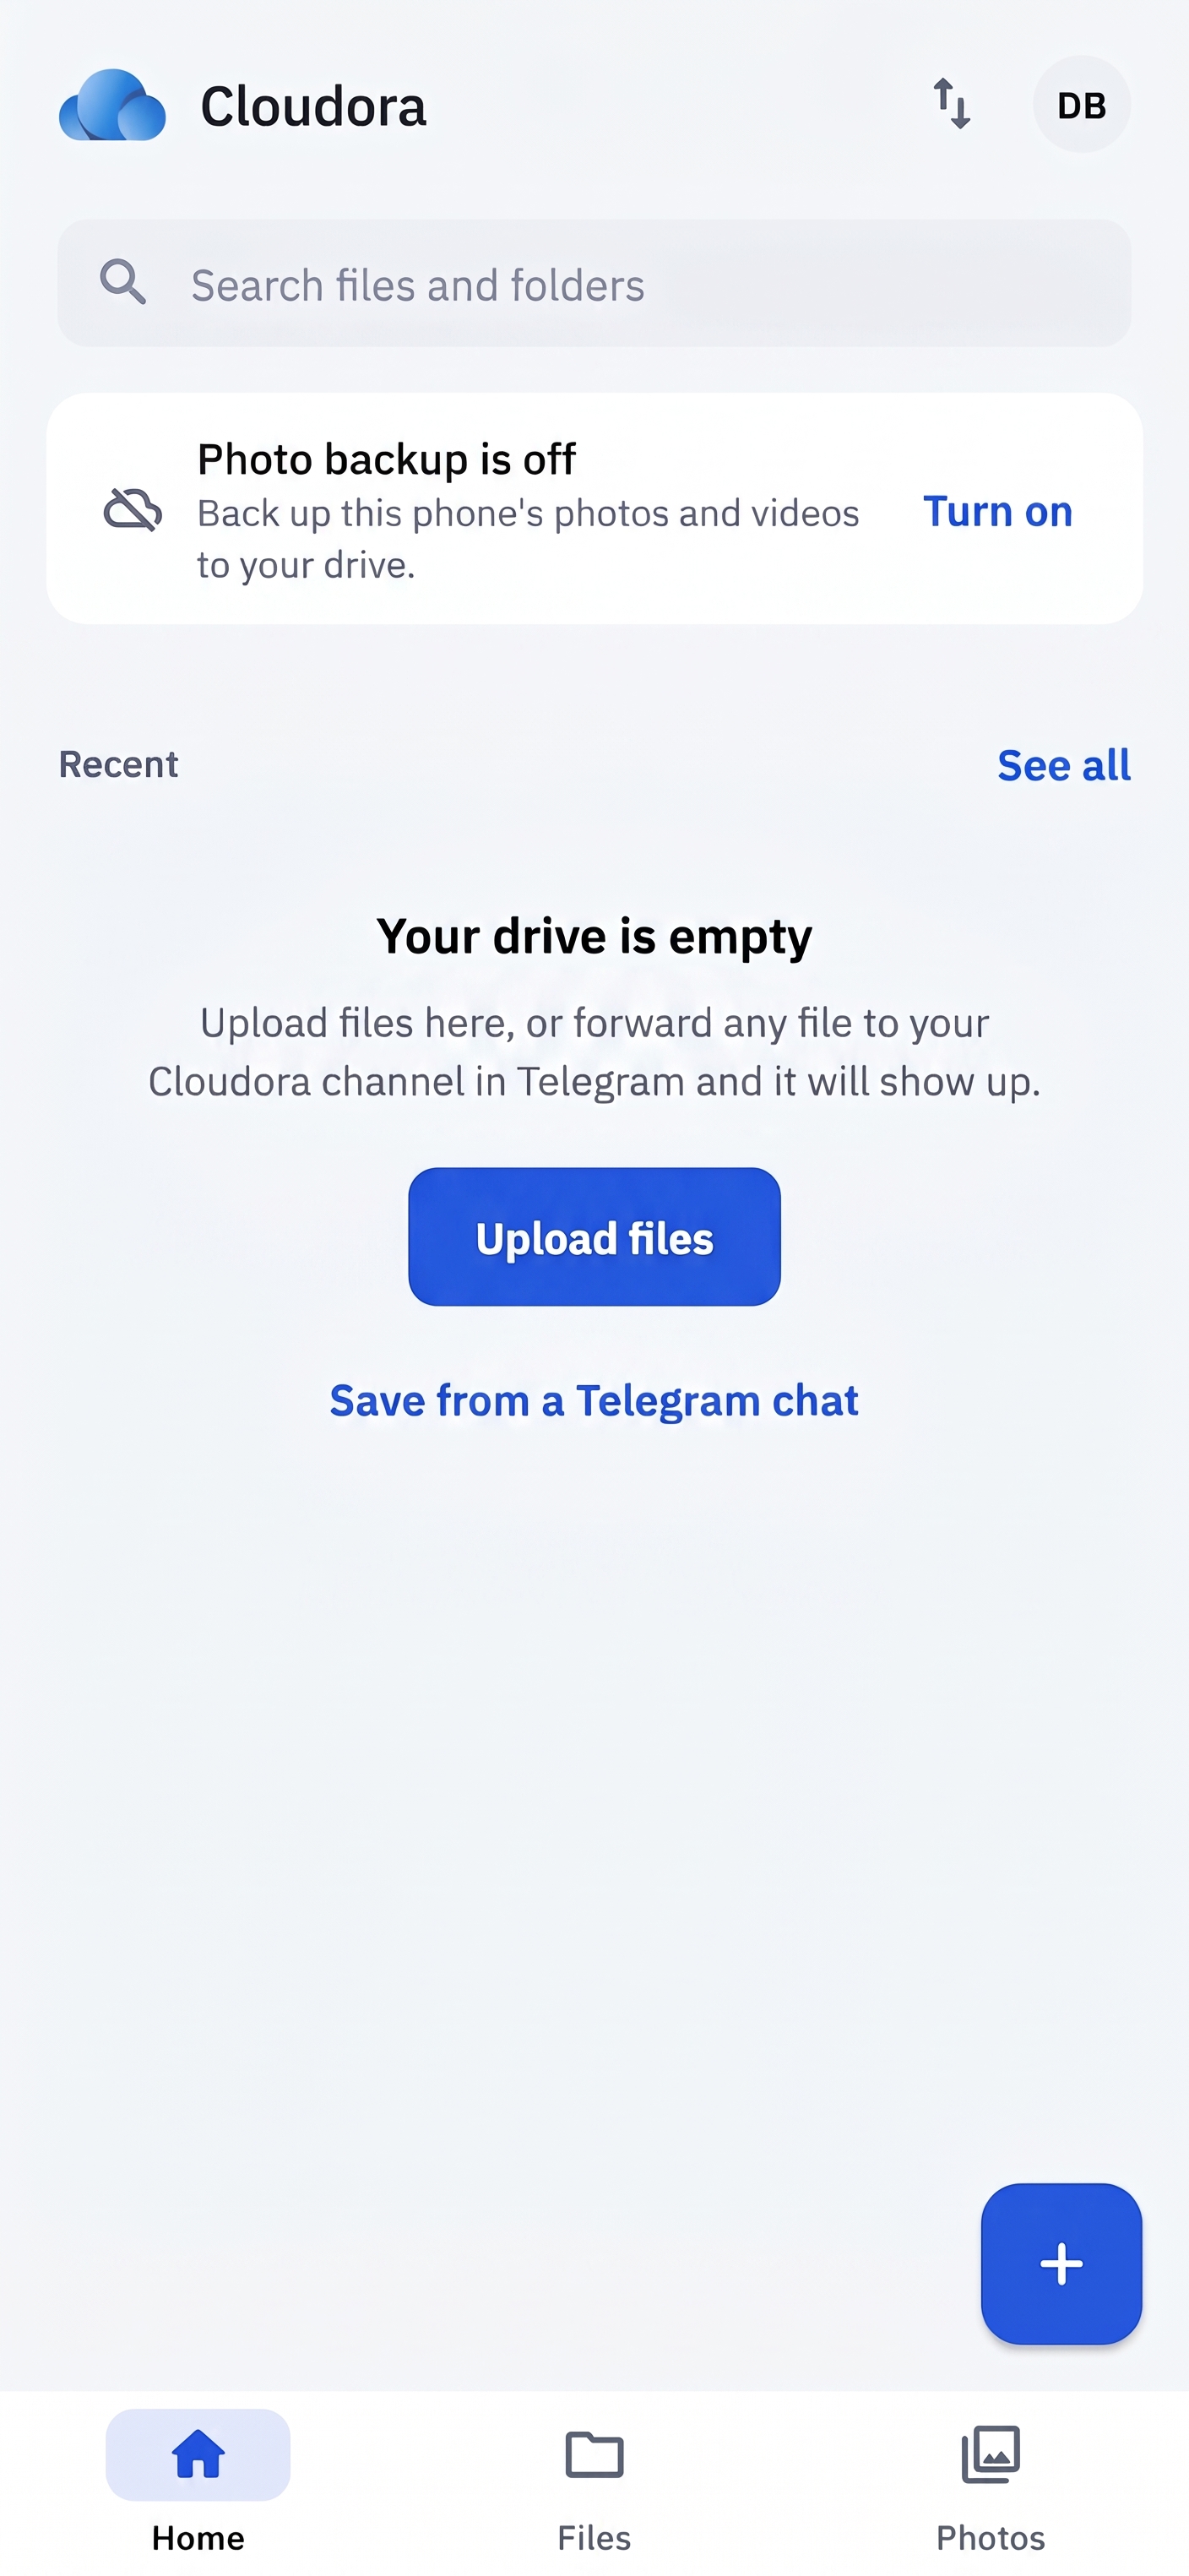 Cloudora
DB
Search files and folders
Photo backup is off
Back up this phone's photos and videos
to your drive.
Turn on
Recent
See all
Your drive is empty
Upload files here, or forward any file to your
Cloudora channel in Telegram and it will show up.
Upload files
Save from a Telegram chat
Home
Files
Photos